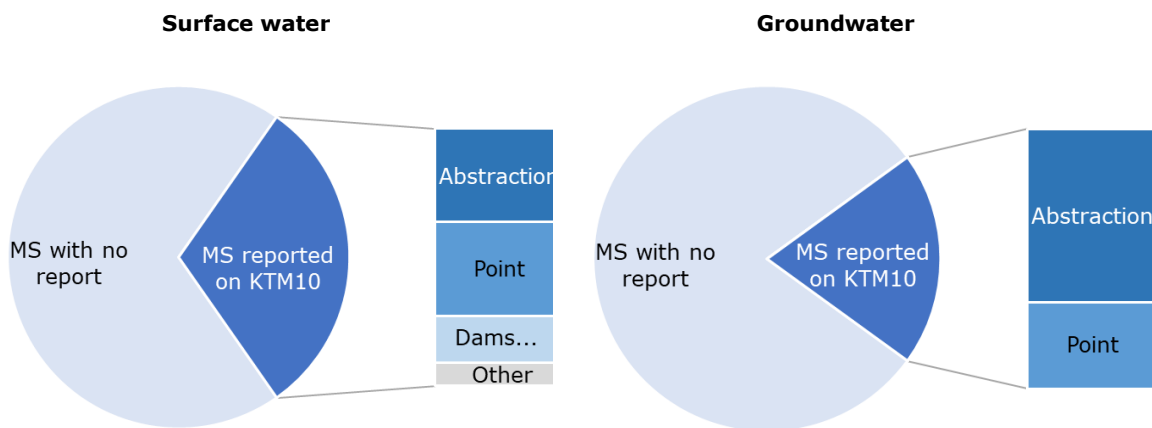 Surface water
MS with no
report
MS reported
on KTM10
Abstraction
Point
Dams...
Other
Groundwater
MS with no
report
MS reported
on KTM10
Abstraction
Point